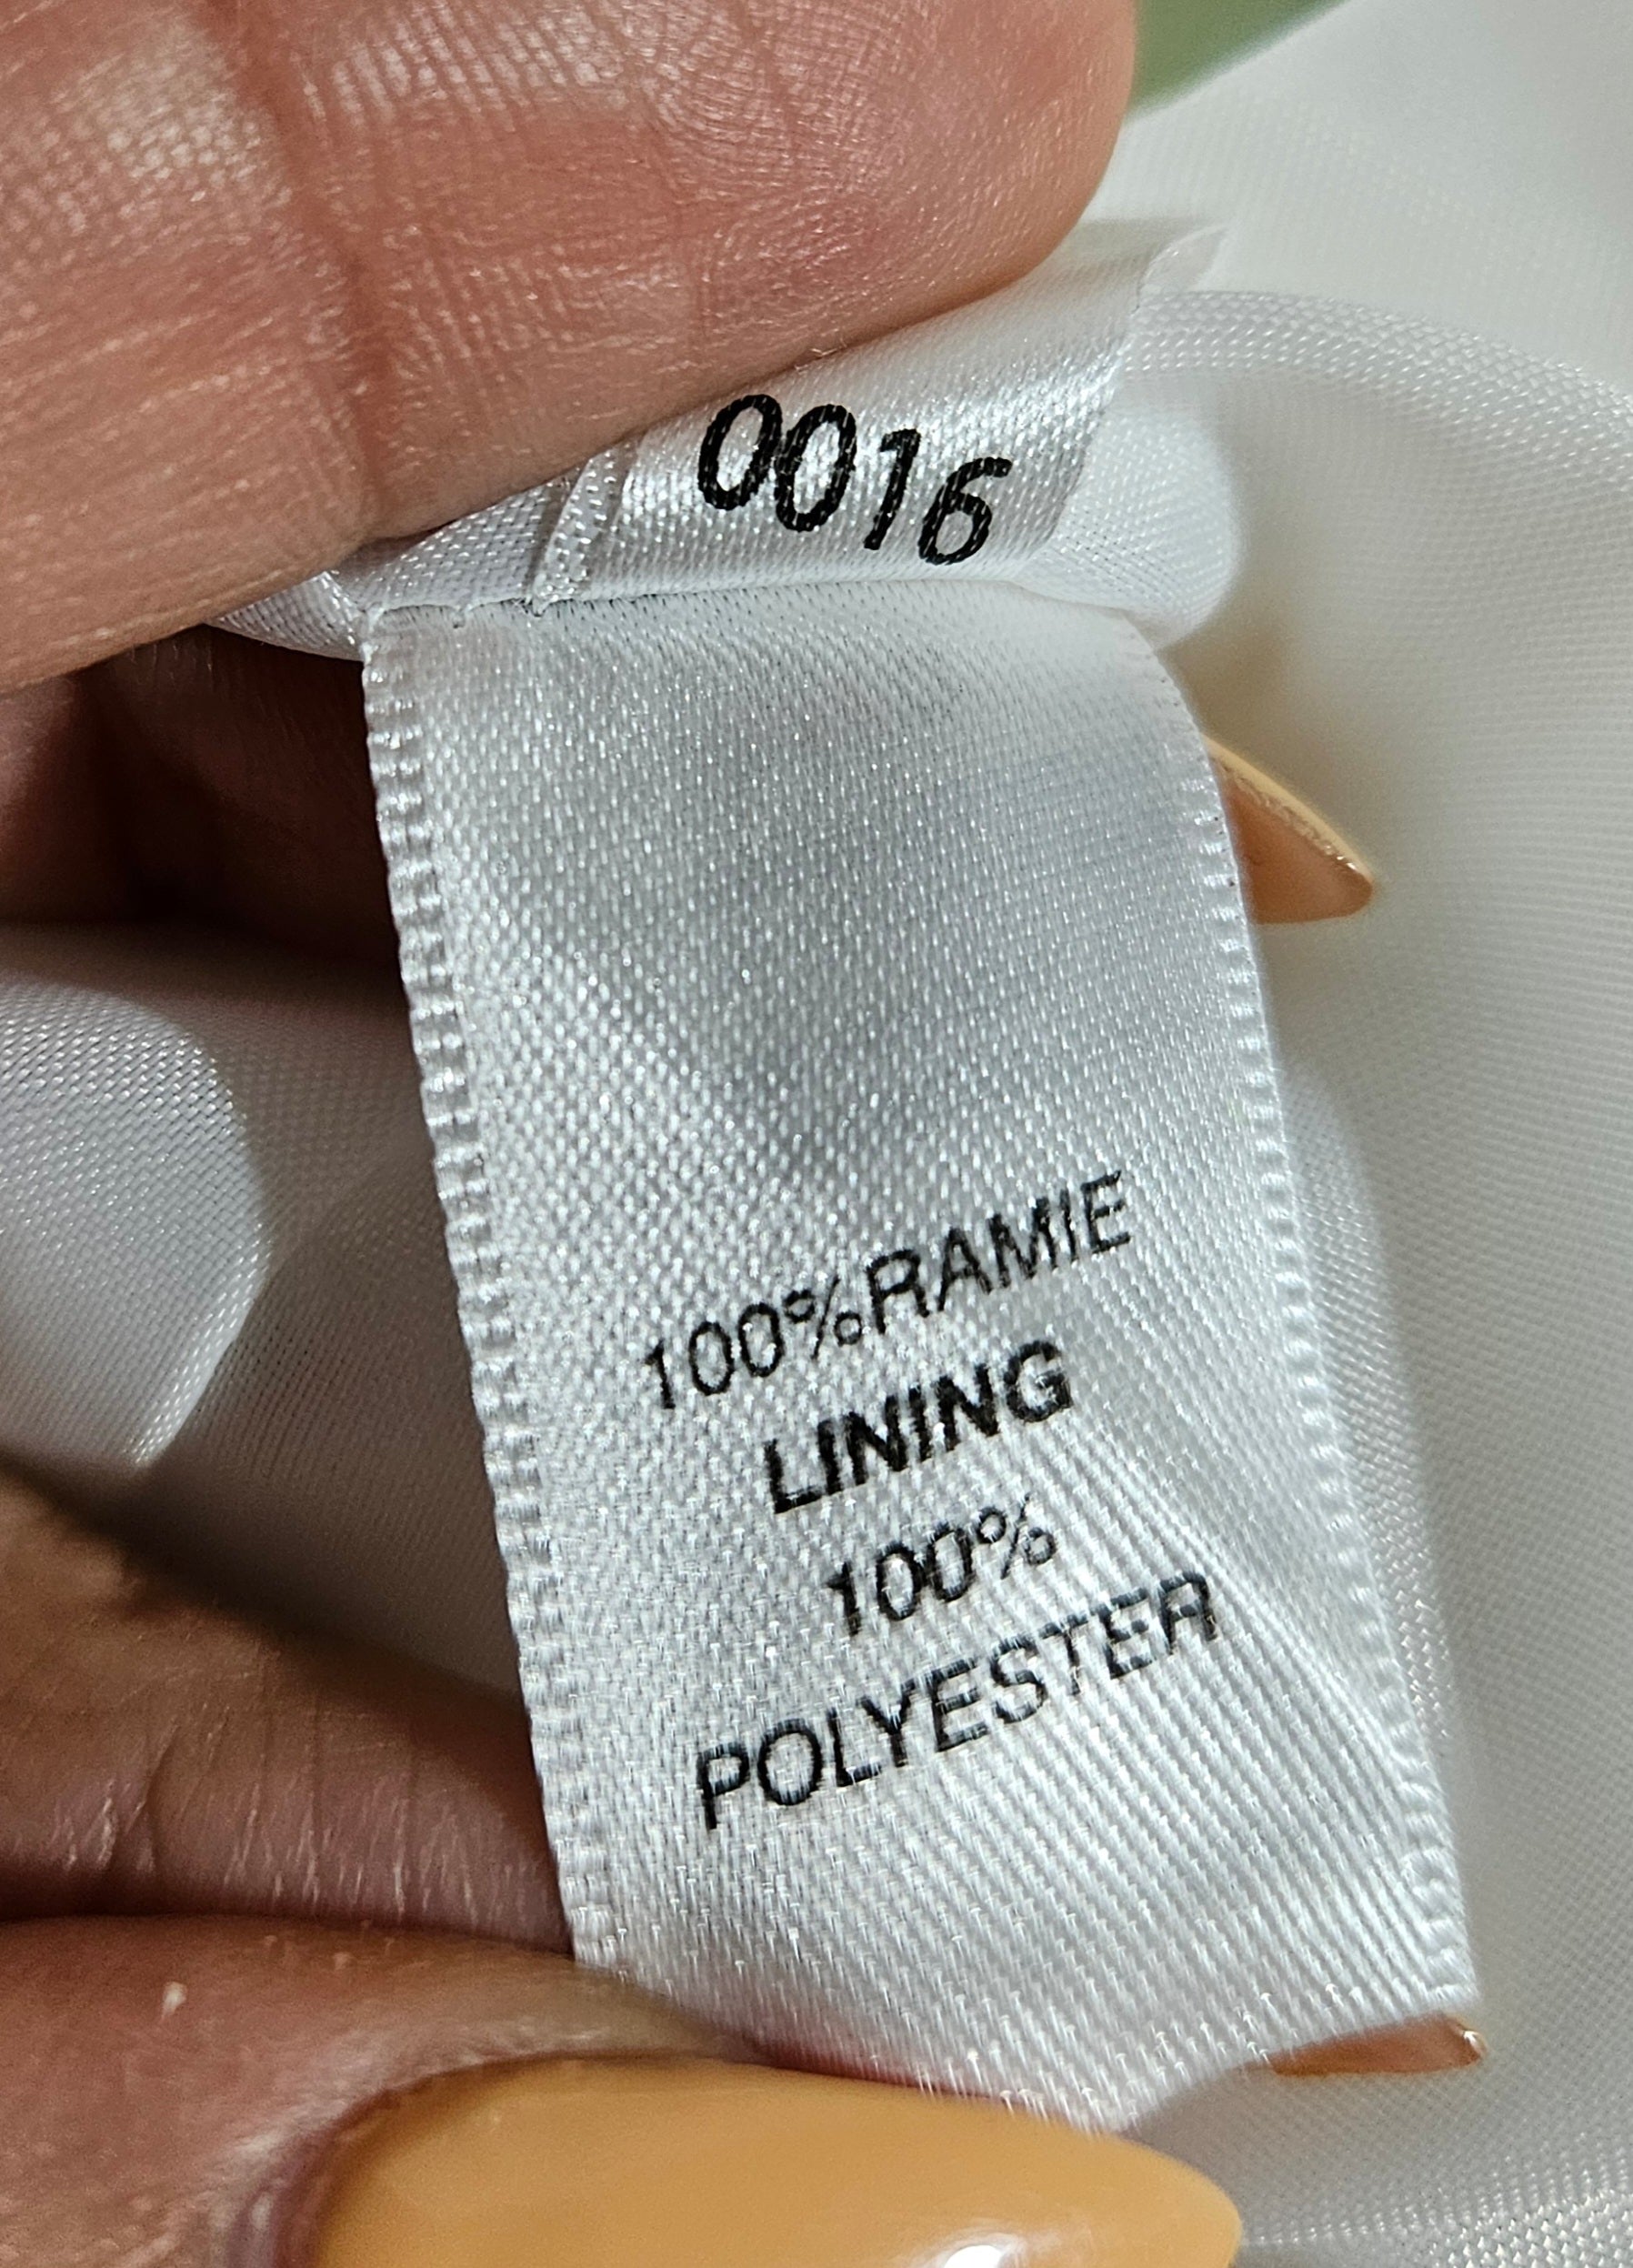 0016
100%RAMIE
LINING
100%
POLYESTER